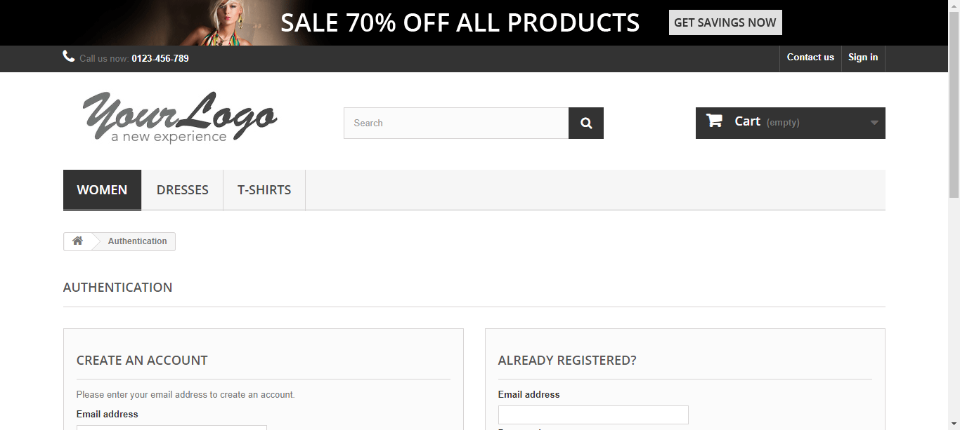 SALE 70% OFF ALL PRODUCTS GET SAVINGS NOW
Call us now: 0123-456-789 Contact us Sign in
YourLogo
a new experience
Search
Cart (empty)
WOMEN DRESSES T-SHIRTS
Authentication
AUTHENTICATION
CREATE AN ACCOUNT
Please enter your email address to create an account.
Email address
ALREADY REGISTERED?
Email address